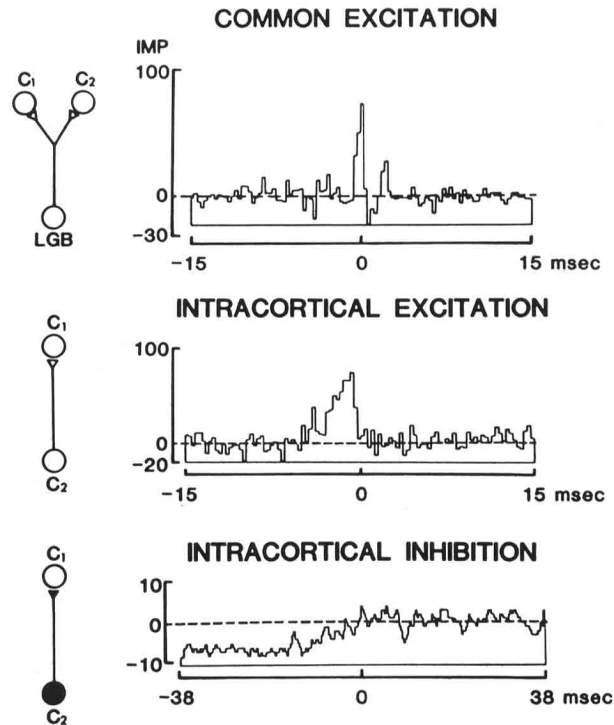 COMMON EXCITATION
IMP
100
0
-30
-15 0 15 msec
C1 C2
LGB
INTRACORTICAL EXCITATION
100
0
-20
-15 0 15 msec
C1
C2
INTRACORTICAL INHIBITION
10
0
-10
-38 0 38 msec
C1
C2